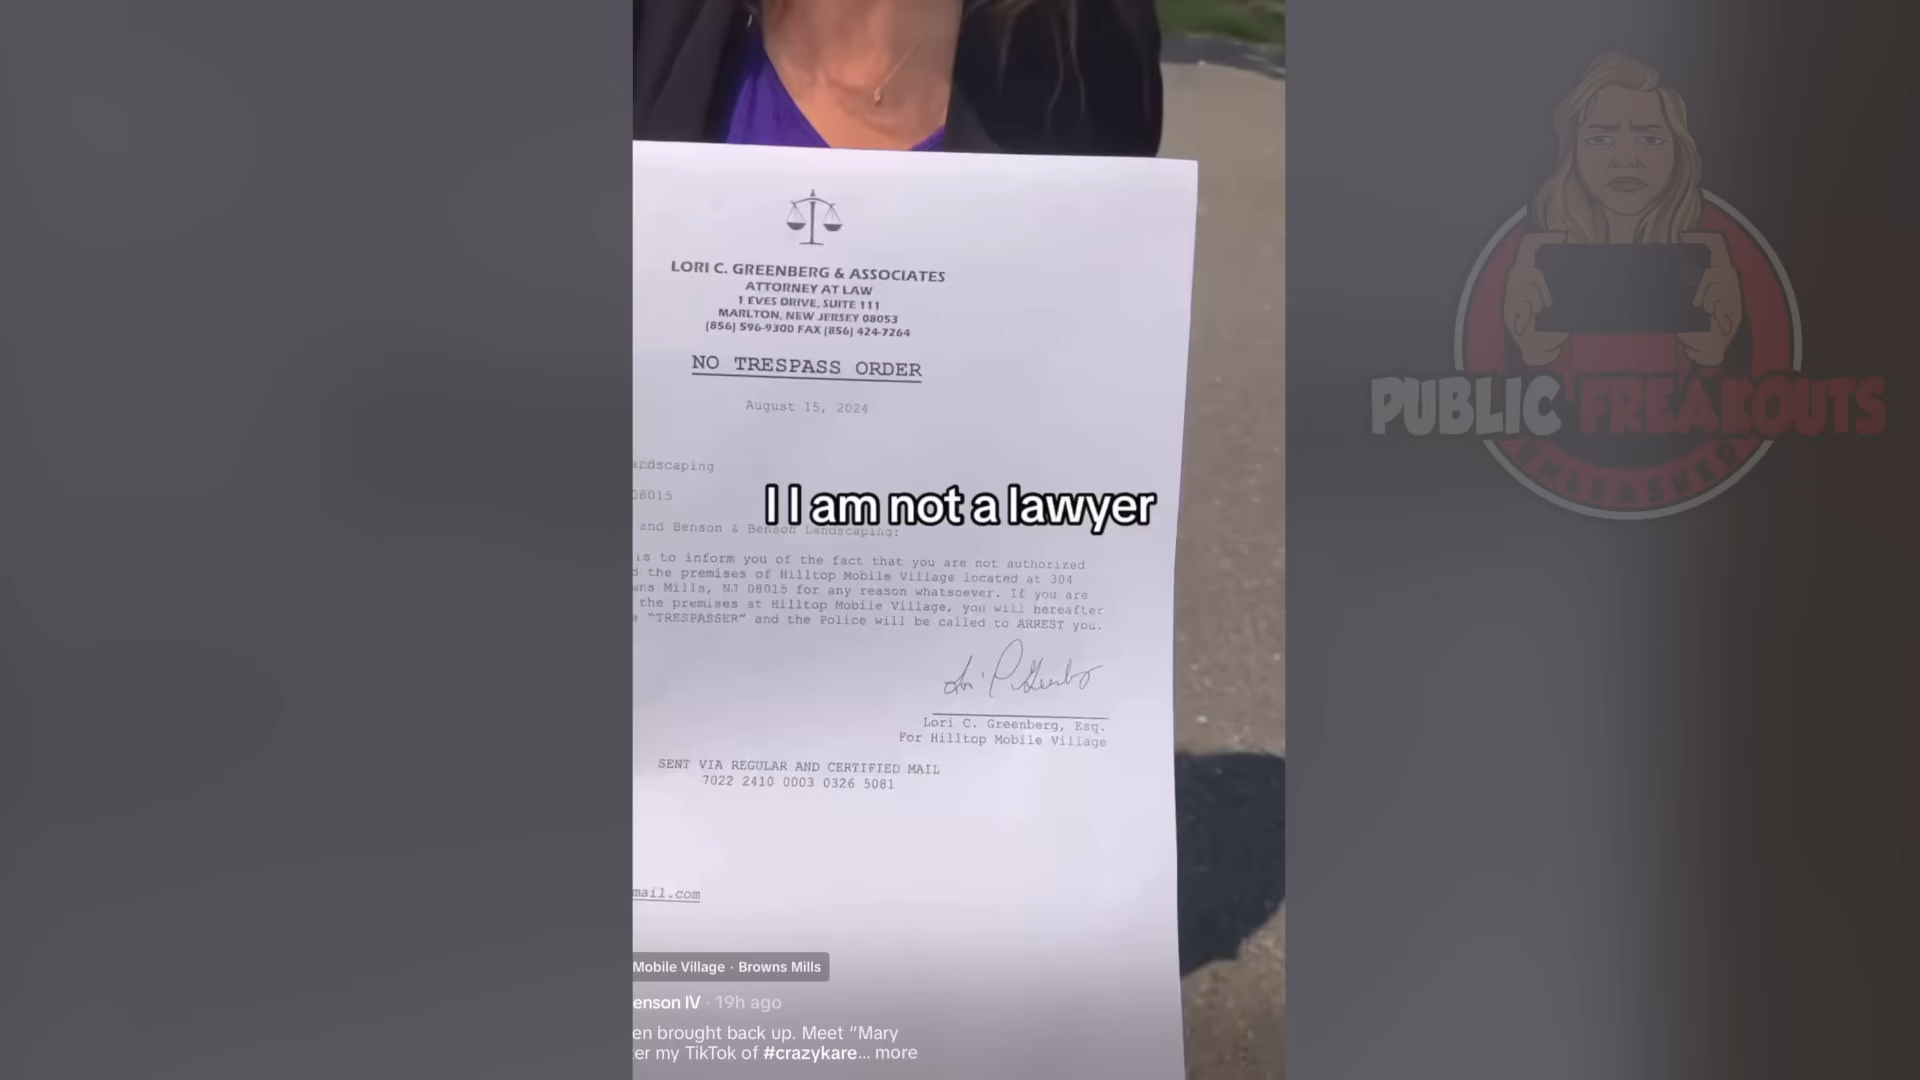 LORI C. GREENBERG & ASSOCIATES
ATTORNEY AT LAW
1 EVES DRIVE, SUITE 111
MARLTON, NEW JERSEY 08053
(856) 596-9300 FAX (856) 424-7264
NO TRESPASS ORDER
August 15, 2024
ardscaping
08015
I I am not a lawyer
and Benson & Benson Landscaping:
is to inform you of the fact that you are not authorized
the premises of Hilltop Mobile Village located at 304
wns Mills, NJ 08015 for any reason whatsoever. If you are
the premises at Hilltop Mobile Village, you will hereafter
a "TRESPASSER" and the Police will be called to ARREST you.
Lori C. Greenberg, Esq.
For Hilltop Mobile Village
SENT VIA REGULAR AND CERTIFIED MAIL
7022 2410 0003 0326 5081
mail.com
Mobile Village · Browns Mills
enson IV · 19h ago
en brought back up. Meet "Mary
er my TikTok of #crazykare... more
PUBLIC FREAKOUTS
UNLEASHED